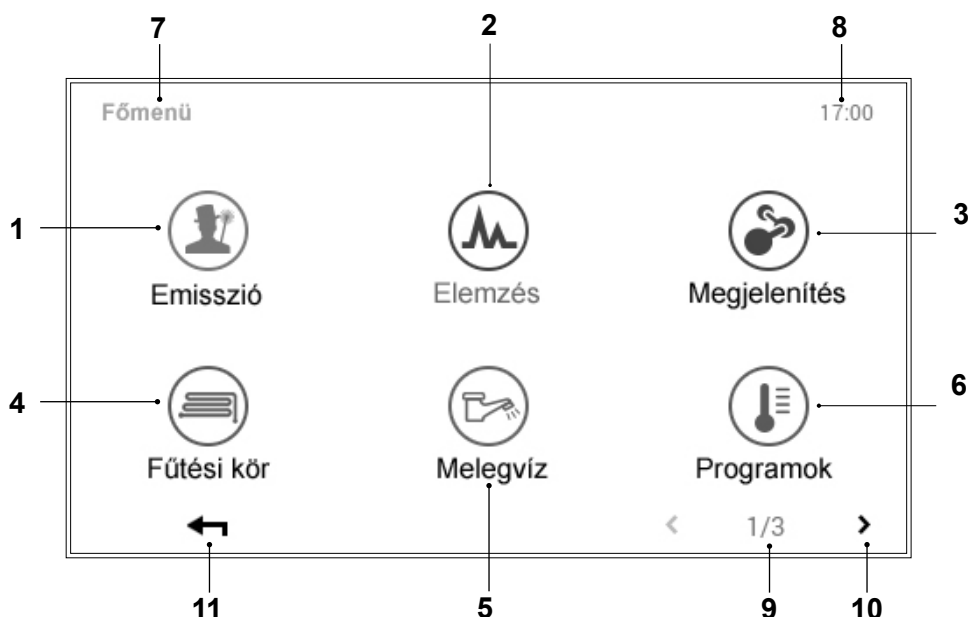 7 2 8
Főmenü 17:00
1 3
Emisszió Elemzés Megjelenítés
4 6
Fűtési kör Melegvíz Programok
< 1/3 >
11 5 9 10